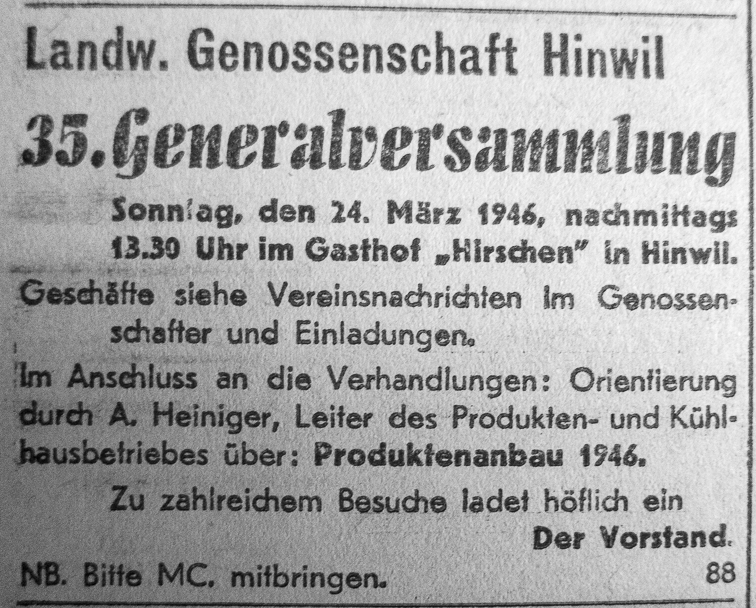 Landw. Genossenschaft Hinwil
35. Generalversammlung
Sonntag, den 24. März 1946, nachmittags
13.30 Uhr im Gasthof „Hirschen" in Hinwil.
Geschäfte siehe Vereinsnachrichten im Genossen-
schafter und Einladungen.
Im Anschluss an die Verhandlungen: Orientierung
durch A. Heiniger, Leiter des Produkten- und Kühl-
hausbetriebes über: Produktenanbau 1946.
Zu zahlreichem Besuche ladet höflich ein
Der Vorstand.
NB. Bitte MC. mitbringen. 88